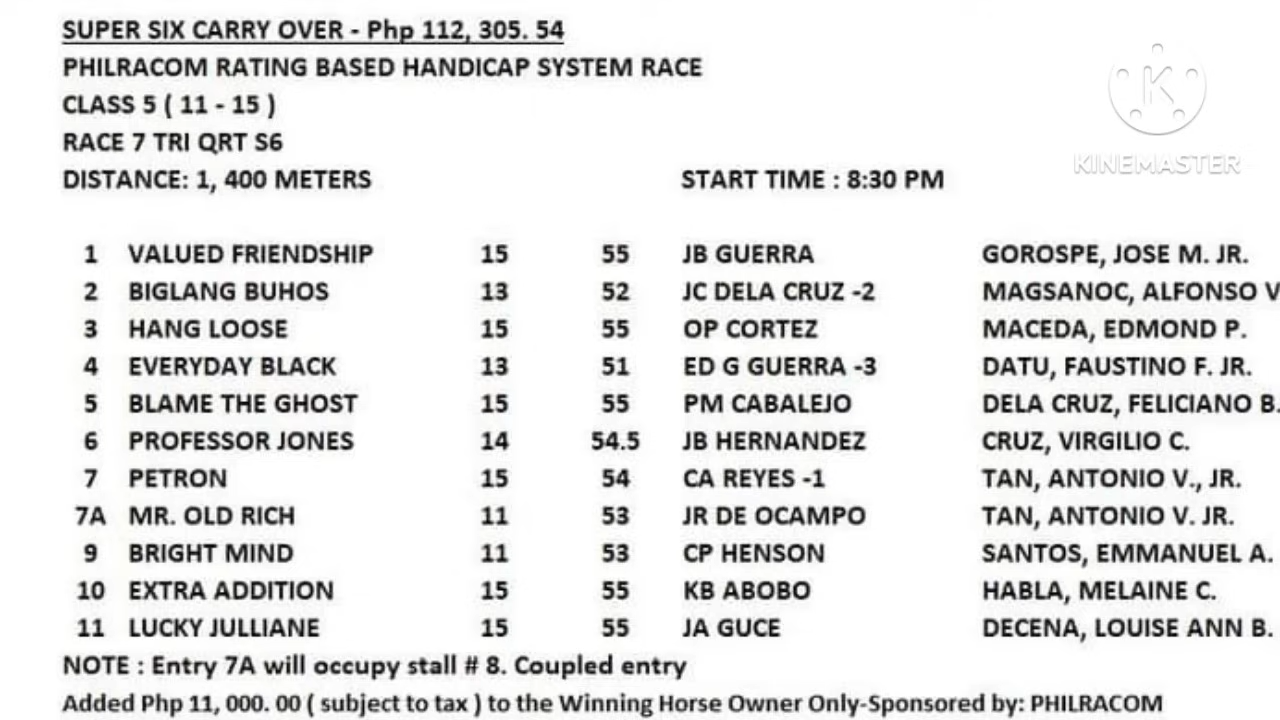 SUPER SIX CARRY OVER - Php 112, 305. 54
PHILRACOM RATING BASED HANDICAP SYSTEM RACE
CLASS 5 ( 11 - 15 )
RACE 7 TRI QRT S6
DISTANCE: 1, 400 METERS START TIME : 8:30 PM
K
KINEMASTER
1 VALUED FRIENDSHIP 15 55 JB GUERRA GOROSPE, JOSE M. JR.
2 BIGLANG BUHOS 13 52 JC DELA CRUZ -2 MAGSANOC, ALFONSO V
3 HANG LOOSE 15 55 OP CORTEZ MACEDA, EDMOND P.
4 EVERYDAY BLACK 13 51 ED G GUERRA -3 DATU, FAUSTINO F. JR.
5 BLAME THE GHOST 15 55 PM CABALEJO DELA CRUZ, FELICIANO B.
6 PROFESSOR JONES 14 54.5 JB HERNANDEZ CRUZ, VIRGILIO C.
7 PETRON 15 54 CA REYES -1 TAN, ANTONIO V., JR.
7A MR. OLD RICH 11 53 JR DE OCAMPO TAN, ANTONIO V. JR.
9 BRIGHT MIND 11 53 CP HENSON SANTOS, EMMANUEL A.
10 EXTRA ADDITION 15 55 KB ABOBO HABLA, MELAINE C.
11 LUCKY JULLIANE 15 55 JA GUCE DECENA, LOUISE ANN B.
NOTE : Entry 7A will occupy stall # 8. Coupled entry
Added Php 11, 000. 00 ( subject to tax ) to the Winning Horse Owner Only-Sponsored by: PHILRACOM